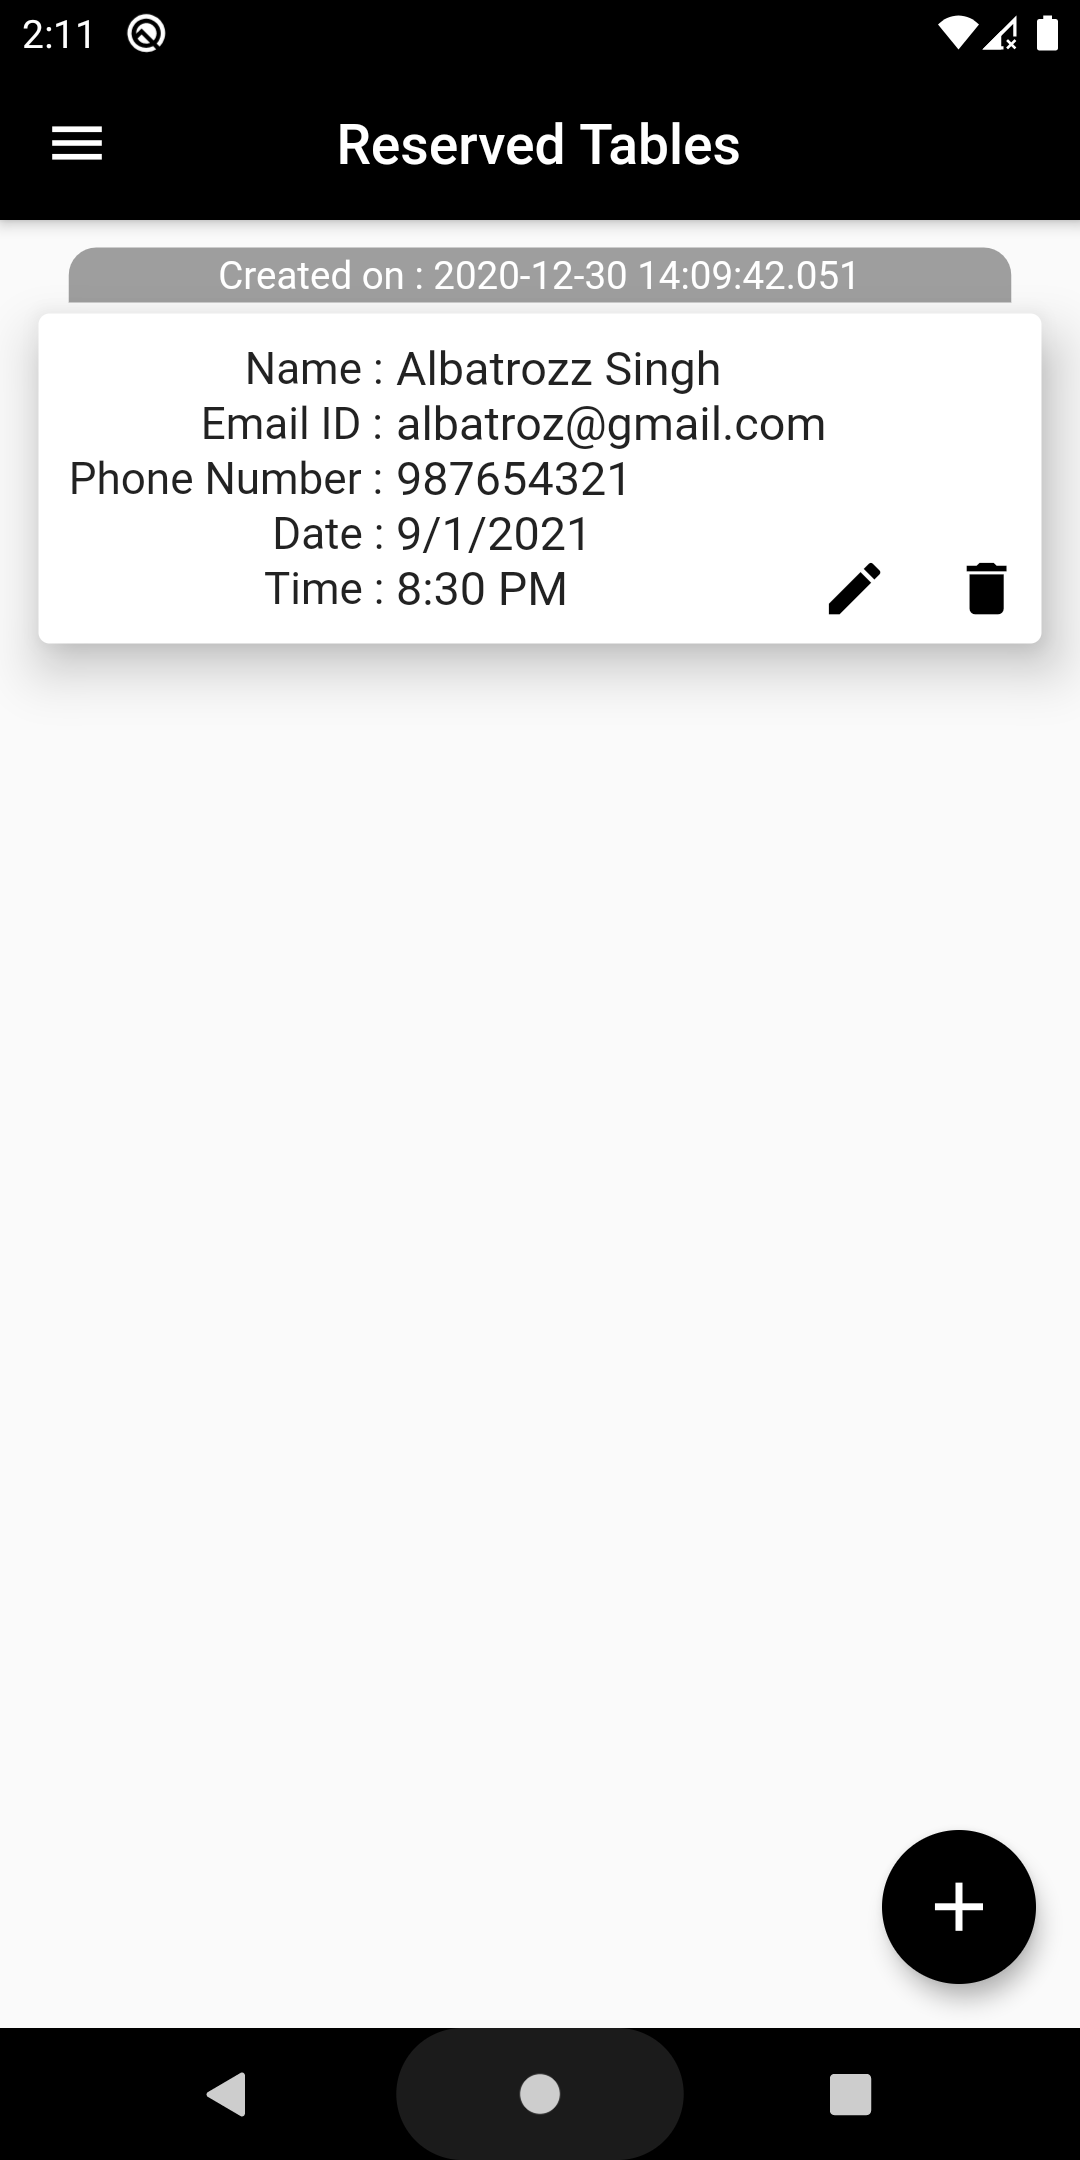 2:11
Reserved Tables
Created on : 2020-12-30 14:09:42.051
Name : Albatrozz Singh
Email ID : albatroz@gmail.com
Phone Number : 987654321
Date : 9/1/2021
Time : 8:30 PM